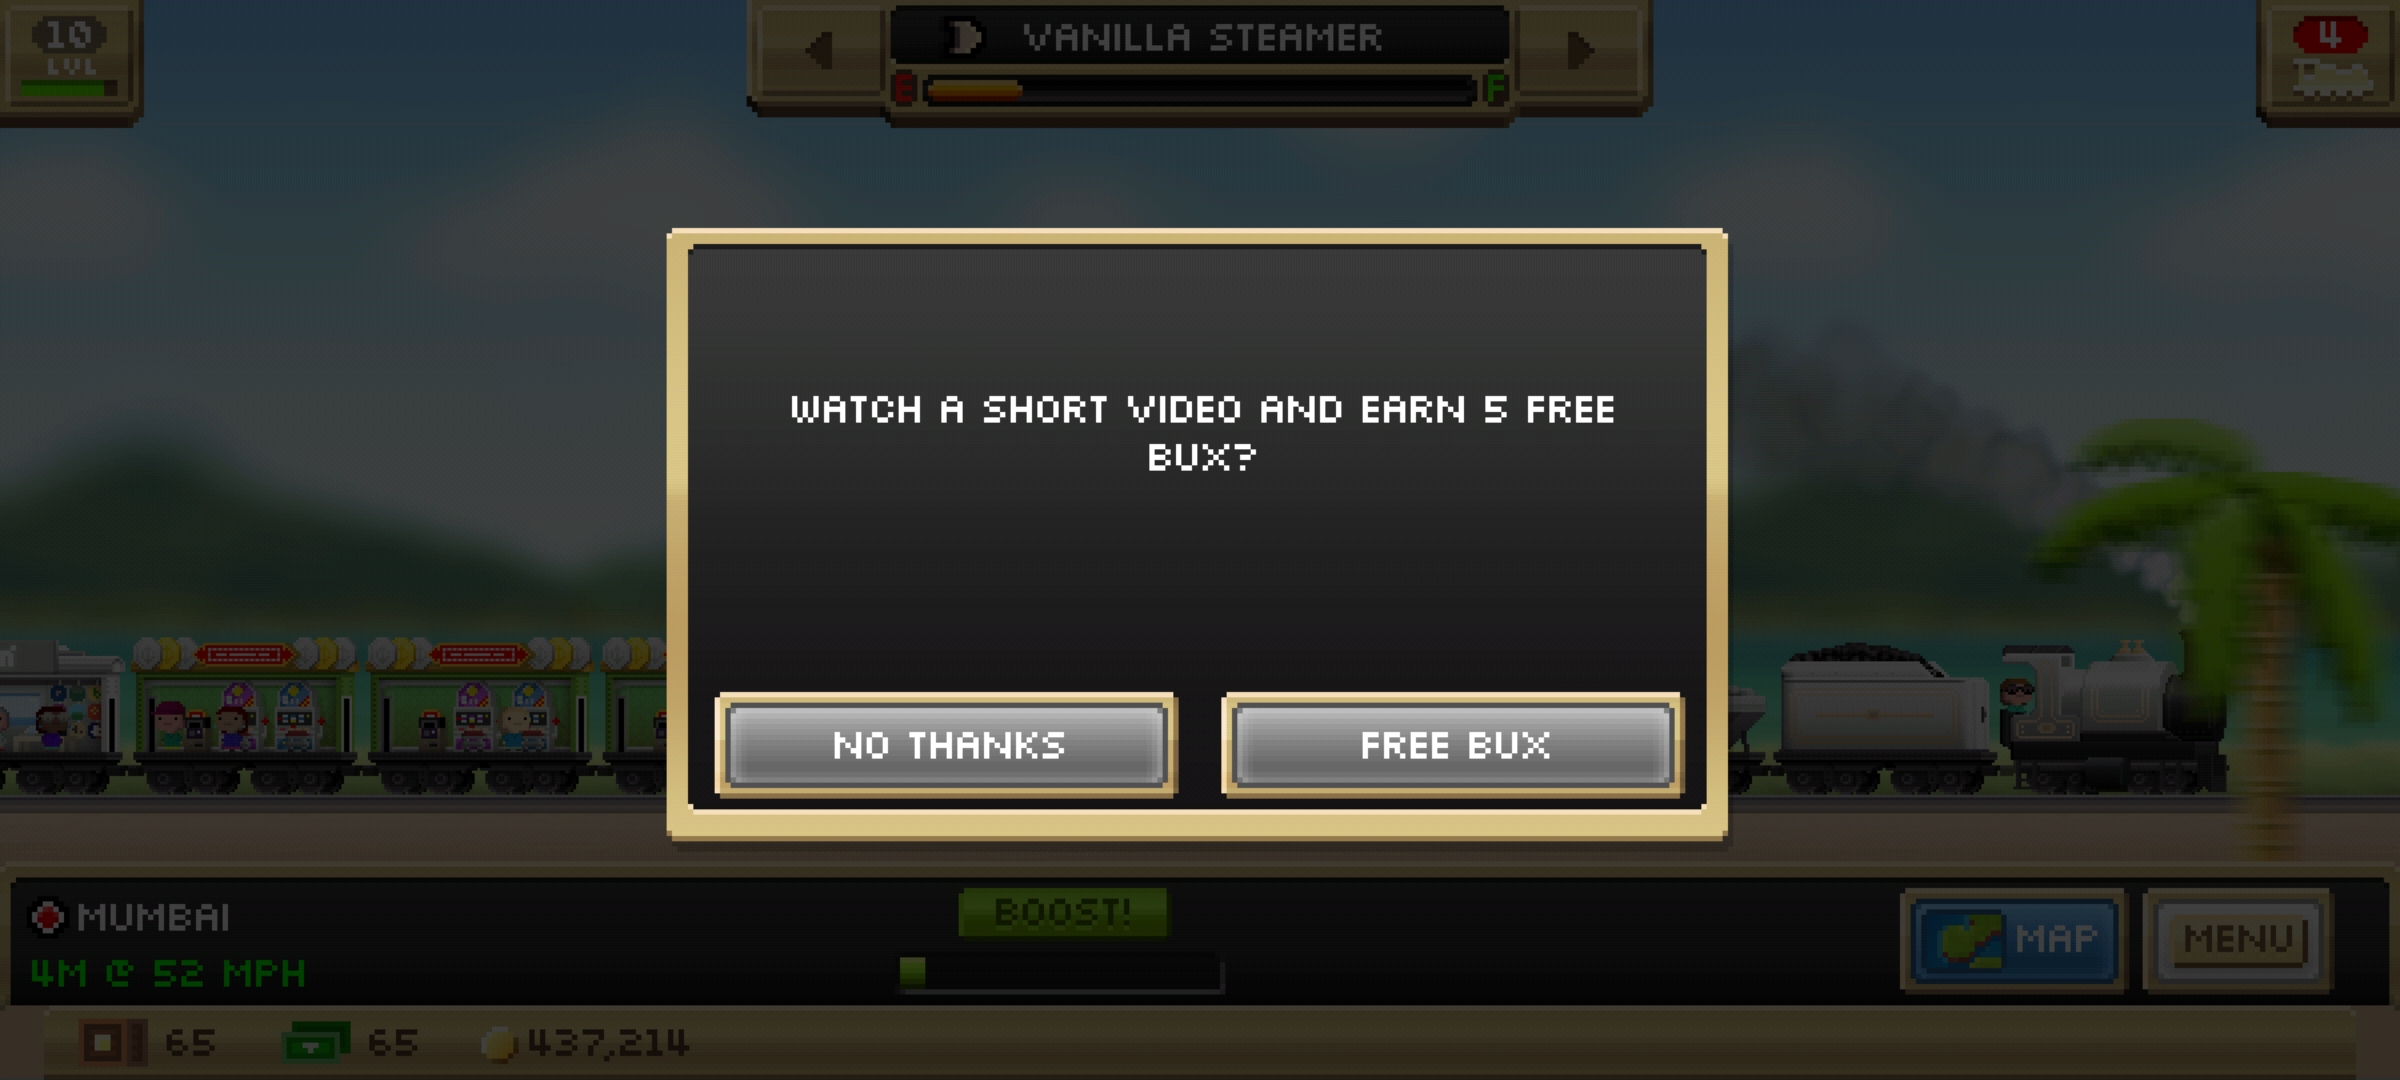 10
LVL
VANILLA STEAMER
E F
4
WATCH A SHORT VIDEO AND EARN 5 FREE
BUX?
NO THANKS
FREE BUX
MUMBAI
4M @ 52 MPH
BOOST!
MAP
MENU
65
65
437,214